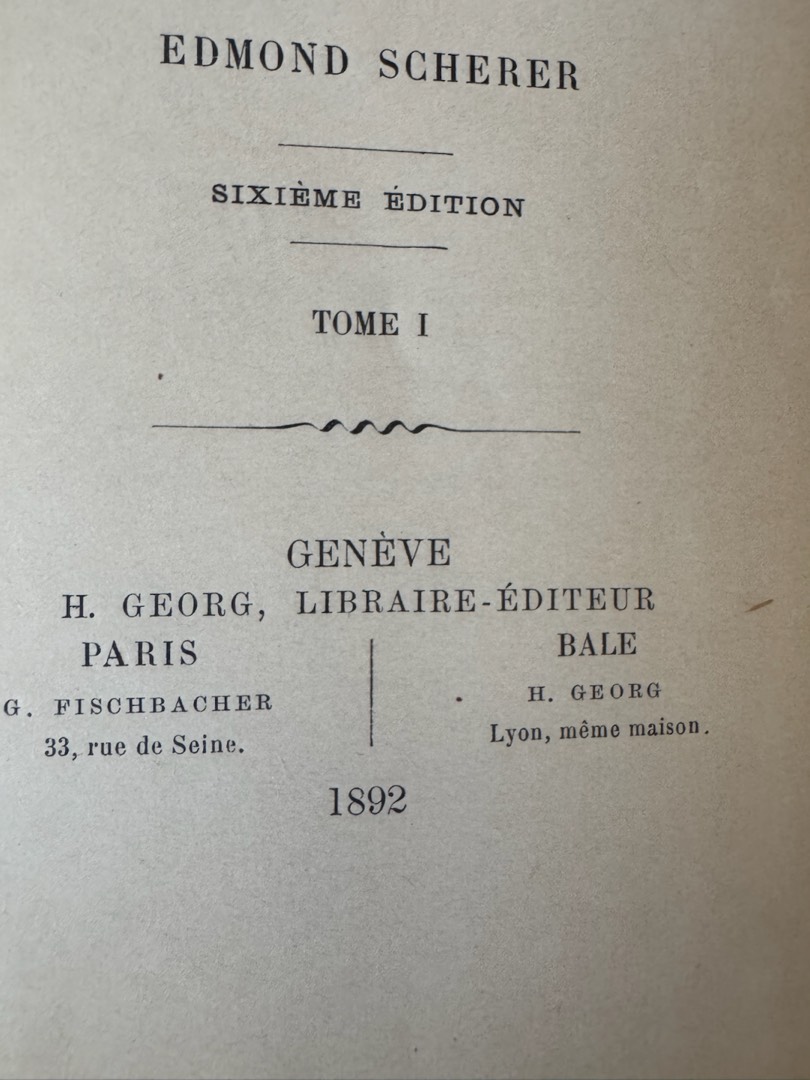 EDMOND SCHERER
SIXIÈME ÉDITION
TOME I
GENÈVE
H. GEORG, LIBRAIRE-ÉDITEUR
PARIS
G. FISCHBACHER
33, rue de Seine.
BALE
H. GEORG
Lyon, même maison.
1892